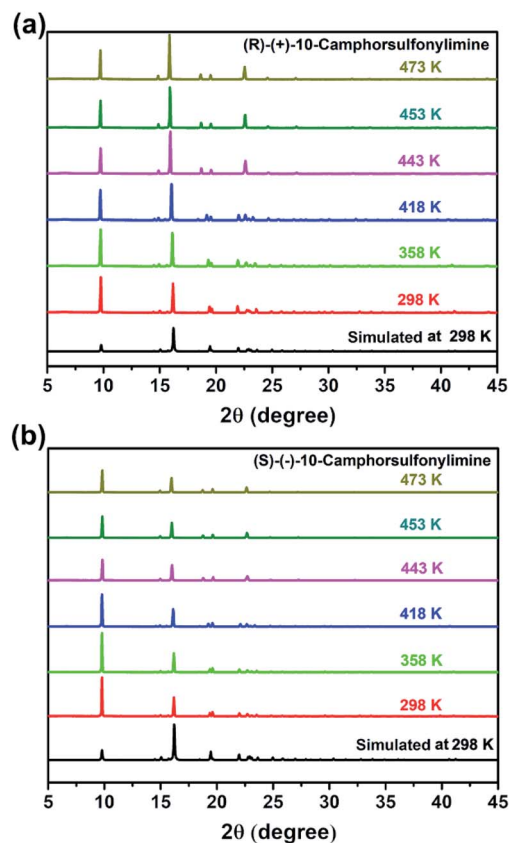 (a)
(R)-(+)-10-Camphorsulfonylimine
473 K
453 K
443 K
418 K
358 K
298 K
Simulated at 298 K
5 10 15 20 25 30 35 40 45
2θ (degree)
(b)
(S)-(-)-10-Camphorsulfonylimine
473 K
453 K
443 K
418 K
358 K
298 K
Simulated at 298 K
5 10 15 20 25 30 35 40 45
2θ (degree)